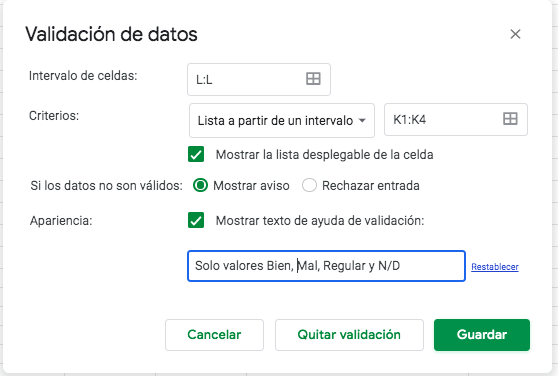 Validación de datos
Intervalo de celdas: L:L
Criterios: Lista a partir de un intervalo K1:K4
Mostrar la lista desplegable de la celda
Si los datos no son válidos: Mostrar aviso Rechazar entrada
Apariencia: Mostrar texto de ayuda de validación:
Solo valores Bien, Mal, Regular y N/D Restablecer
Cancelar Quitar validación Guardar